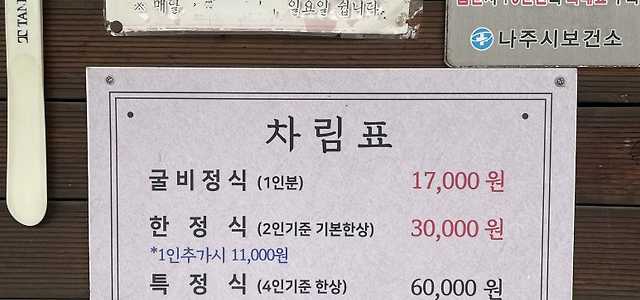 TAN
※ 매월, 일요일 쉽니다.
나주시보건소
차림표
굴비정식 (1인분) 17,000 원
한 정 식 (2인기준 기본한상) 30,000 원
*1인추가시 11,000원
특 정 식 (4인기준 한상) 60,000 원